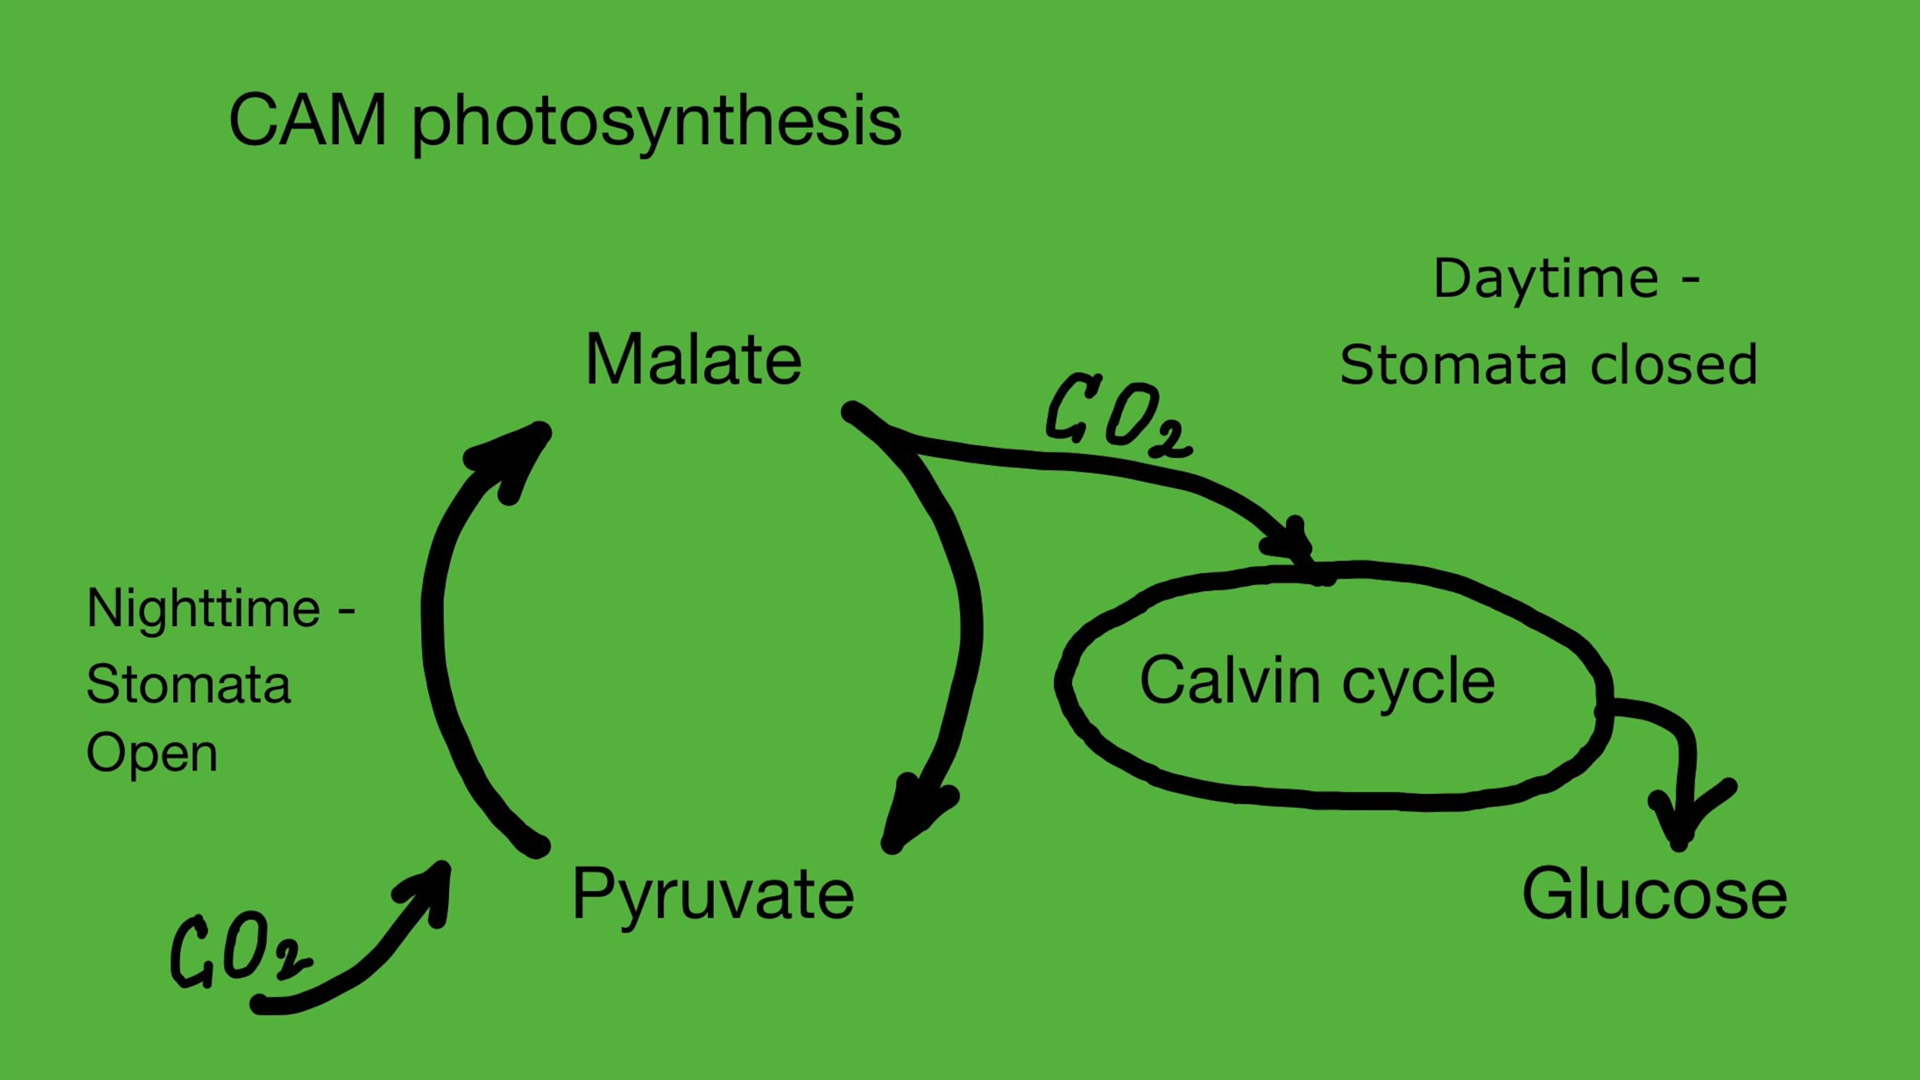 CAM photosynthesis
Daytime -
Stomata closed
Malate
CO₂
Nighttime -
Stomata
Open
Calvin cycle
Pyruvate
Glucose
CO₂